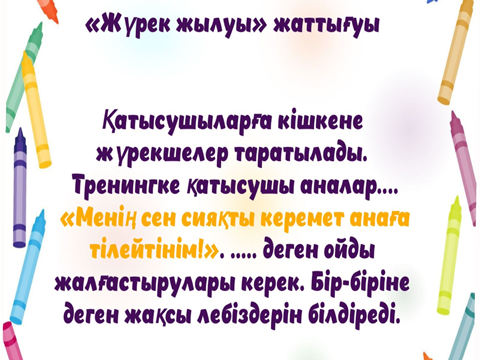 «Жүрек жылуы» жаттығуы
Қатысушыларға кішкене
жүрекшелер таратылады.
Тренингке қатысушы аналар....
«Менің сен сияқты керемет анаға
тілейтінім!». ..... деген ойды
жалғастырулары керек. Бір-біріне
деген жақсы лебіздерін білдіреді.